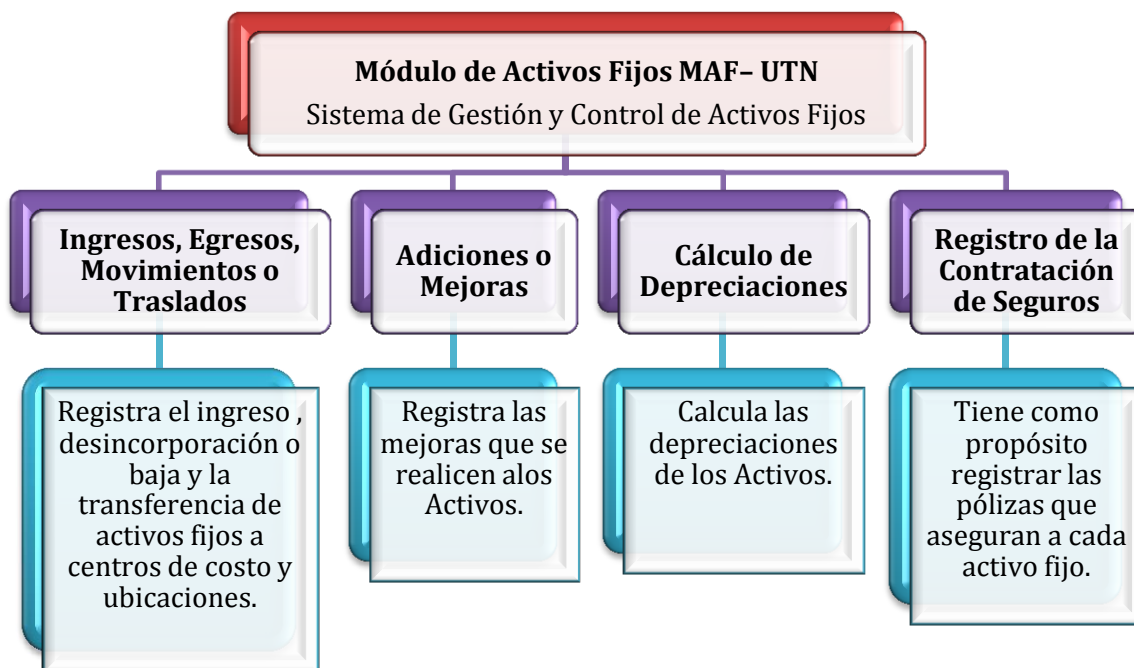 Módulo de Activos Fijos MAF– UTN
Sistema de Gestión y Control de Activos Fijos
Ingresos, Egresos,
Movimientos o
Traslados
Adiciones o
Mejoras
Cálculo de
Depreciaciones
Registro de la
Contratación
de Seguros
Registra el ingreso ,
desincorporación o
baja y la
transferencia de
activos fijos a
centros de costo y
ubicaciones.
Registra las
mejoras que se
realicen alos
Activos.
Calcula las
depreciaciones
de los Activos.
Tiene como
propósito
registrar las
pólizas que
aseguran a cada
activo fijo.